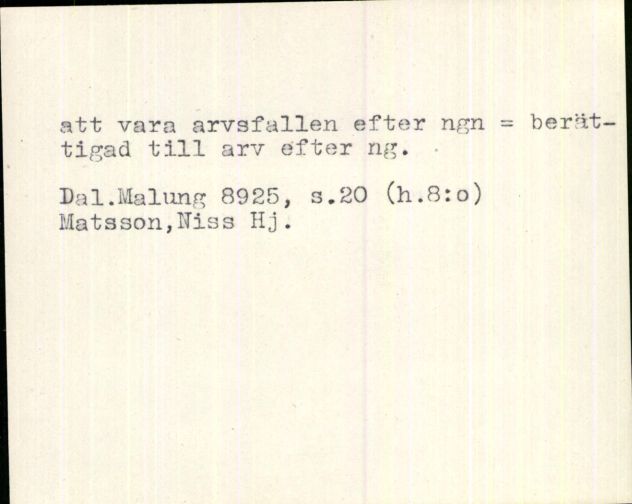 att vara arvsfallen efter ngn = berät-
tigad till arv efter ng.
Dal.Malung 8925, s.20 (h.8:o)
Matsson,Niss Hj.